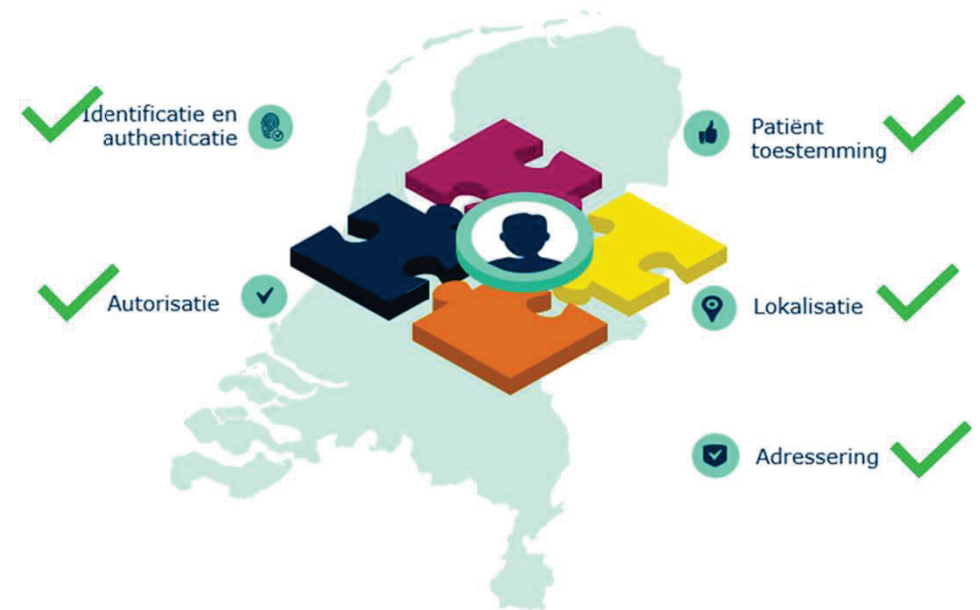 Identificatie en
authenticatie
Autorisatie
Patiënt
toestemming
Lokalisatie
Adressering